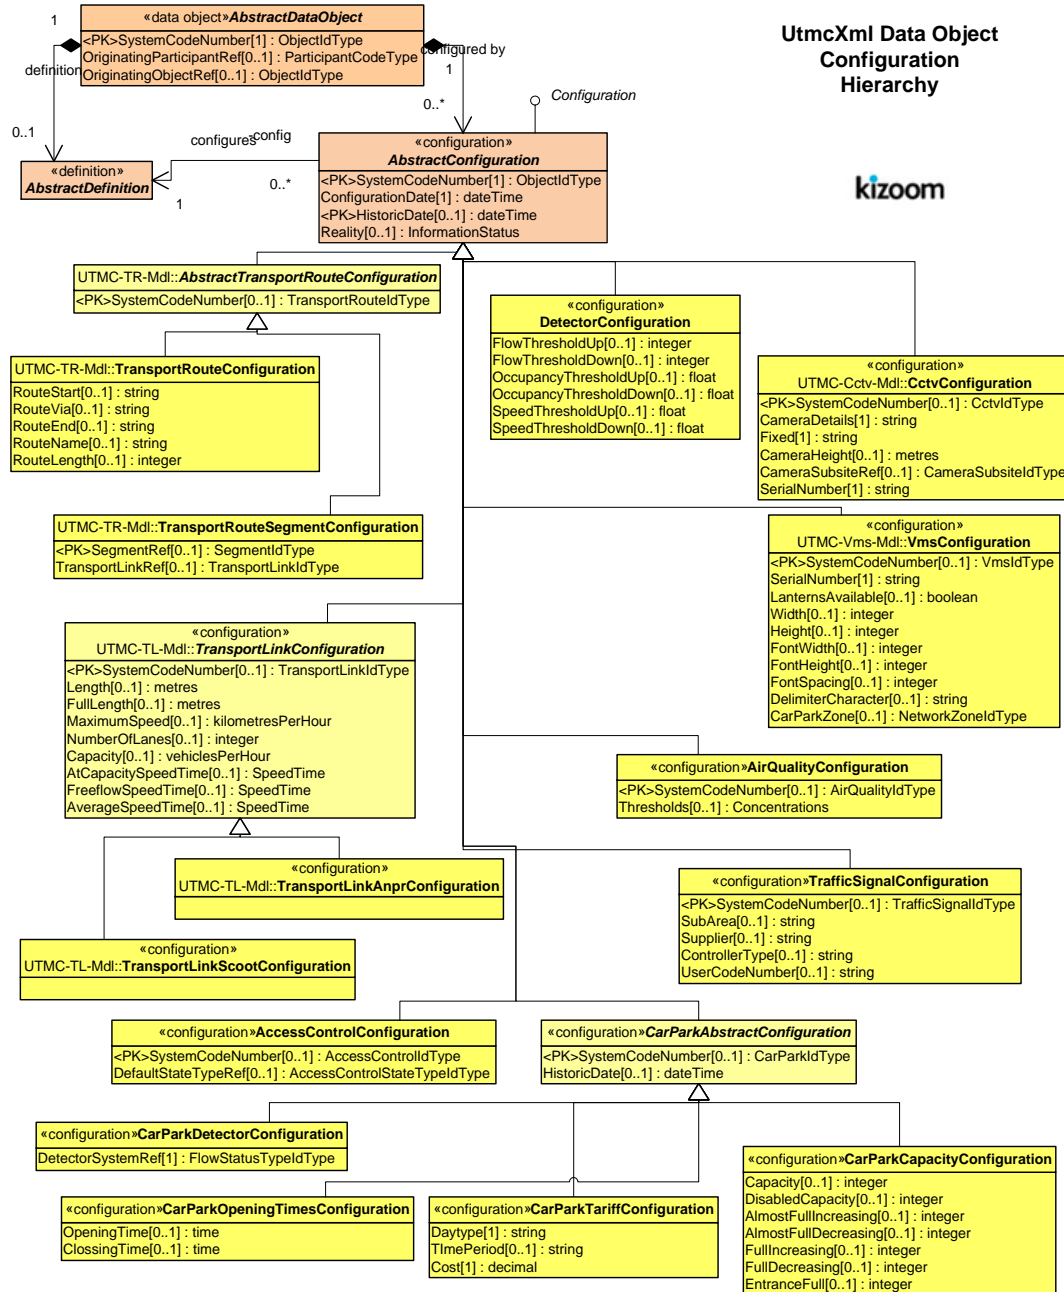 1
«data object»AbstractDataObject
<PK>SystemCodeNumber[1] : ObjectIdType
OriginatingParticipantRef[0..1] : ParticipantCodeType
OriginatingObjectRef[0..1] : ObjectIdType
definition
configured by
1
0..*
0..1
UtmcXml Data Object
Configuration
Hierarchy
Configuration
configures
-config
0..*
1
«definition»
AbstractDefinition
«configuration»
AbstractConfiguration
<PK>SystemCodeNumber[1] : ObjectIdType
ConfigurationDate[1] : dateTime
<PK>HistoricDate[0..1] : dateTime
Reality[0..1] : InformationStatus
kizoom
UTMC-TR-Mdl::AbstractTransportRouteConfiguration
<PK>SystemCodeNumber[0..1] : TransportRouteIdType
«configuration»
DetectorConfiguration
FlowThresholdUp[0..1] : integer
FlowThresholdDown[0..1] : integer
OccupancyThresholdUp[0..1] : float
OccupancyThresholdDown[0..1] : float
SpeedThresholdUp[0..1] : float
SpeedThresholdDown[0..1] : float
UTMC-TR-Mdl::TransportRouteConfiguration
RouteStart[0..1] : string
RouteVia[0..1] : string
RouteEnd[0..1] : string
RouteName[0..1] : string
RouteLength[0..1] : integer
«configuration»
UTMC-Cctv-Mdl::CctvConfiguration
<PK>SystemCodeNumber[0..1] : CctvIdType
CameraDetails[1] : string
Fixed[1] : string
CameraHeight[0..1] : metres
CameraSubsiteRef[0..1] : CameraSubsiteIdType
SerialNumber[1] : string
UTMC-TR-Mdl::TransportRouteSegmentConfiguration
<PK>SegmentRef[0..1] : SegmentIdType
TransportLinkRef[0..1] : TransportLinkIdType
«configuration»
UTMC-Vms-Mdl::VmsConfiguration
<PK>SystemCodeNumber[0..1] : VmsIdType
SerialNumber[1] : string
LanternsAvailable[0..1] : boolean
Width[0..1] : integer
Height[0..1] : integer
FontWidth[0..1] : integer
FontHeight[0..1] : integer
FontSpacing[0..1] : integer
DelimiterCharacter[0..1] : string
CarParkZone[0..1] : NetworkZoneIdType
«configuration»
UTMC-TL-Mdl::TransportLinkConfiguration
<PK>SystemCodeNumber[0..1] : TransportLinkIdType
Length[0..1] : metres
FullLength[0..1] : metres
MaximumSpeed[0..1] : kilometresPerHour
NumberOfLanes[0..1] : integer
Capacity[0..1] : vehiclesPerHour
AtCapacitySpeedTime[0..1] : SpeedTime
FreeflowSpeedTime[0..1] : SpeedTime
AverageSpeedTime[0..1] : SpeedTime
«configuration»AirQualityConfiguration
<PK>SystemCodeNumber[0..1] : AirQualityIdType
Thresholds[0..1] : Concentrations
«configuration»
UTMC-TL-Mdl::TransportLinkAnprConfiguration
«configuration»TrafficSignalConfiguration
<PK>SystemCodeNumber[0..1] : TrafficSignalIdType
SubArea[0..1] : string
Supplier[0..1] : string
ControllerType[0..1] : string
UserCodeNumber[0..1] : string
«configuration»
UTMC-TL-Mdl::TransportLinkScootConfiguration
«configuration»AccessControlConfiguration
<PK>SystemCodeNumber[0..1] : AccessControlIdType
DefaultStateTypeRef[0..1] : AccessControlStateTypeIdType
«configuration»CarParkAbstractConfiguration
<PK>SystemCodeNumber[0..1] : CarParkIdType
HistoricDate[0..1] : dateTime
«configuration»CarParkDetectorConfiguration
DetectorSystemRef[1] : FlowStatusTypeIdType
«configuration»CarParkCapacityConfiguration
Capacity[0..1] : integer
DisabledCapacity[0..1] : integer
AlmostFullIncreasing[0..1] : integer
AlmostFullDecreasing[0..1] : integer
FullIncreasing[0..1] : integer
FullDecreasing[0..1] : integer
EntranceFull[0..1] : integer
«configuration»CarParkOpeningTimesConfiguration
OpeningTime[0..1] : time
ClossingTime[0..1] : time
«configuration»CarParkTariffConfiguration
Daytype[1] : string
TImePeriod[0..1] : string
Cost[1] : decimal